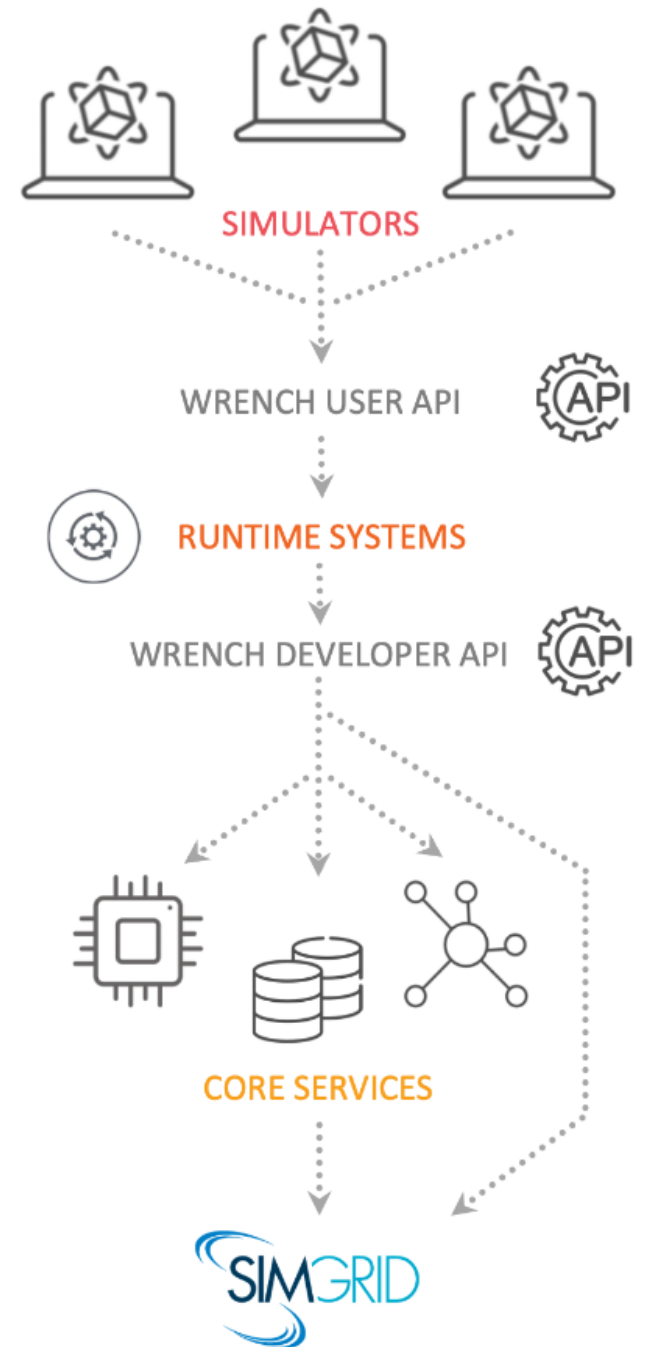 SIMULATORS
WRENCH USER API
API
RUNTIME SYSTEMS
WRENCH DEVELOPER API
API
CORE SERVICES
SIMGRID